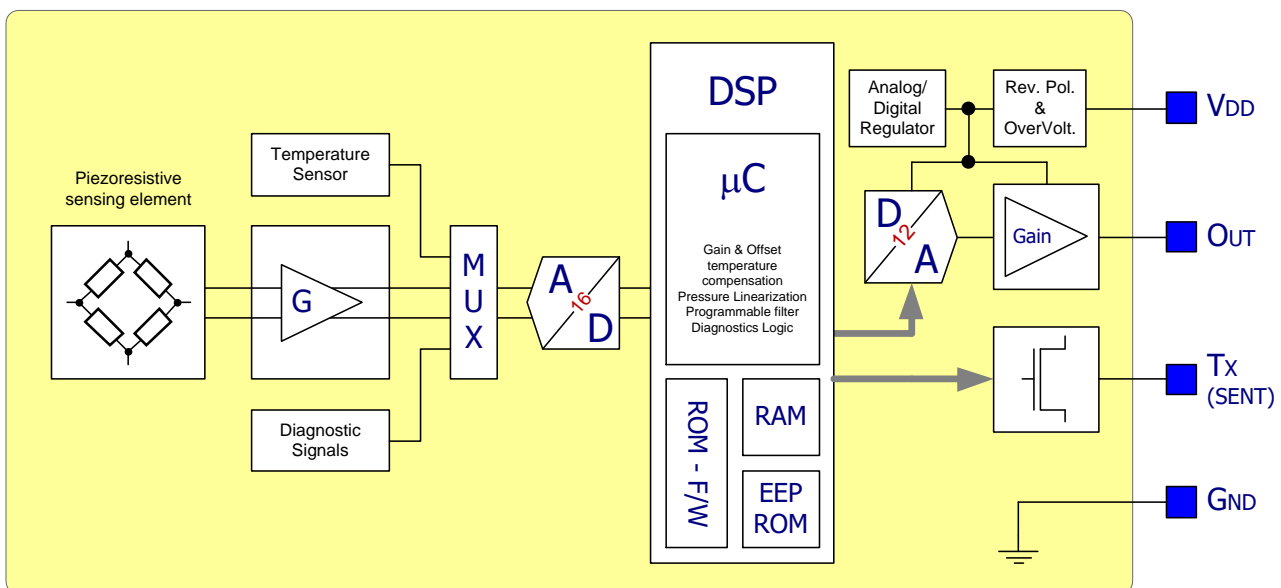 Piezoresistive
sensing element
Temperature
Sensor
G
Diagnostic
Signals
M
U
X
A
16
D
DSP
μC
Gain & Offset
temperature
compensation
Pressure Linearization
Programmable filter
Diagnostics Logic
ROM - F/W
RAM
EEP
ROM
Analog/
Digital
Regulator
Rev. Pol.
&
OverVolt.
D
12
A
Gain
VDD
OUT
TX
(SENT)
GND